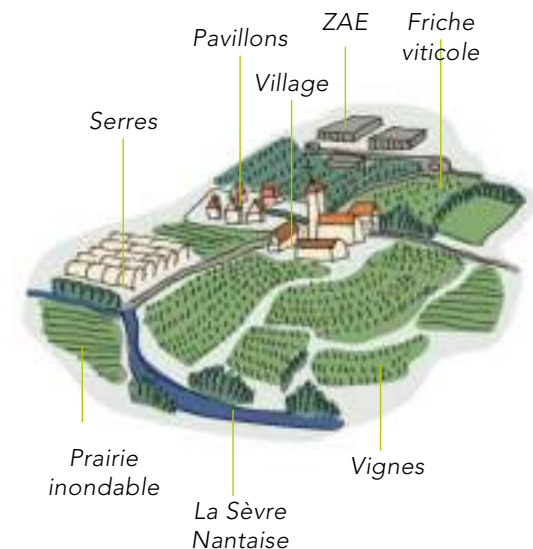 ZAE
Friche
viticole
Pavillons
Village
Serres
Prairie
inondable
Vignes
La Sèvre
Nantaise